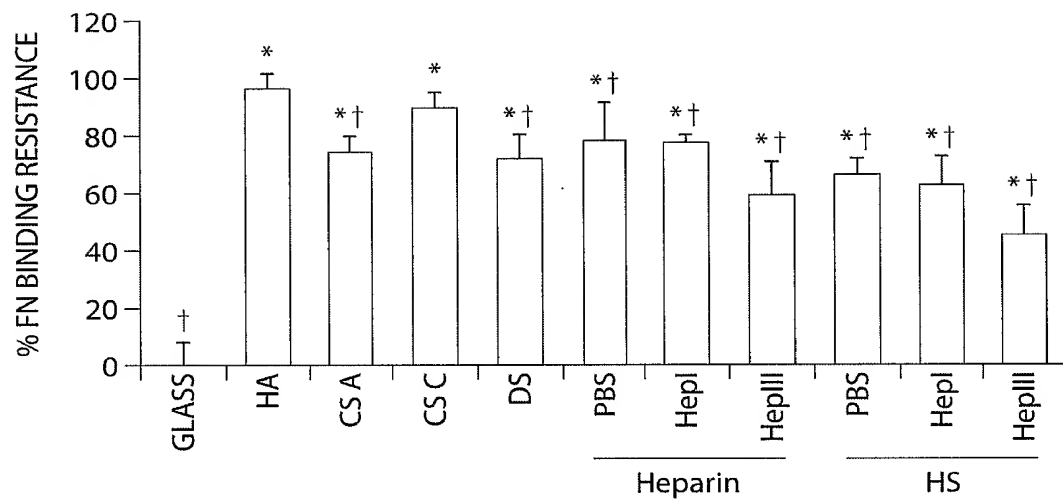 % FN BINDING RESISTANCE
120
100
80
60
40
20
0
†
*
* †
*
* †
* †
* †
* †
* †
* †
* †
GLASS
HA
CS A
CS C
DS
PBS
HepI
HepIII
PBS
HepI
HepIII
Heparin
HS